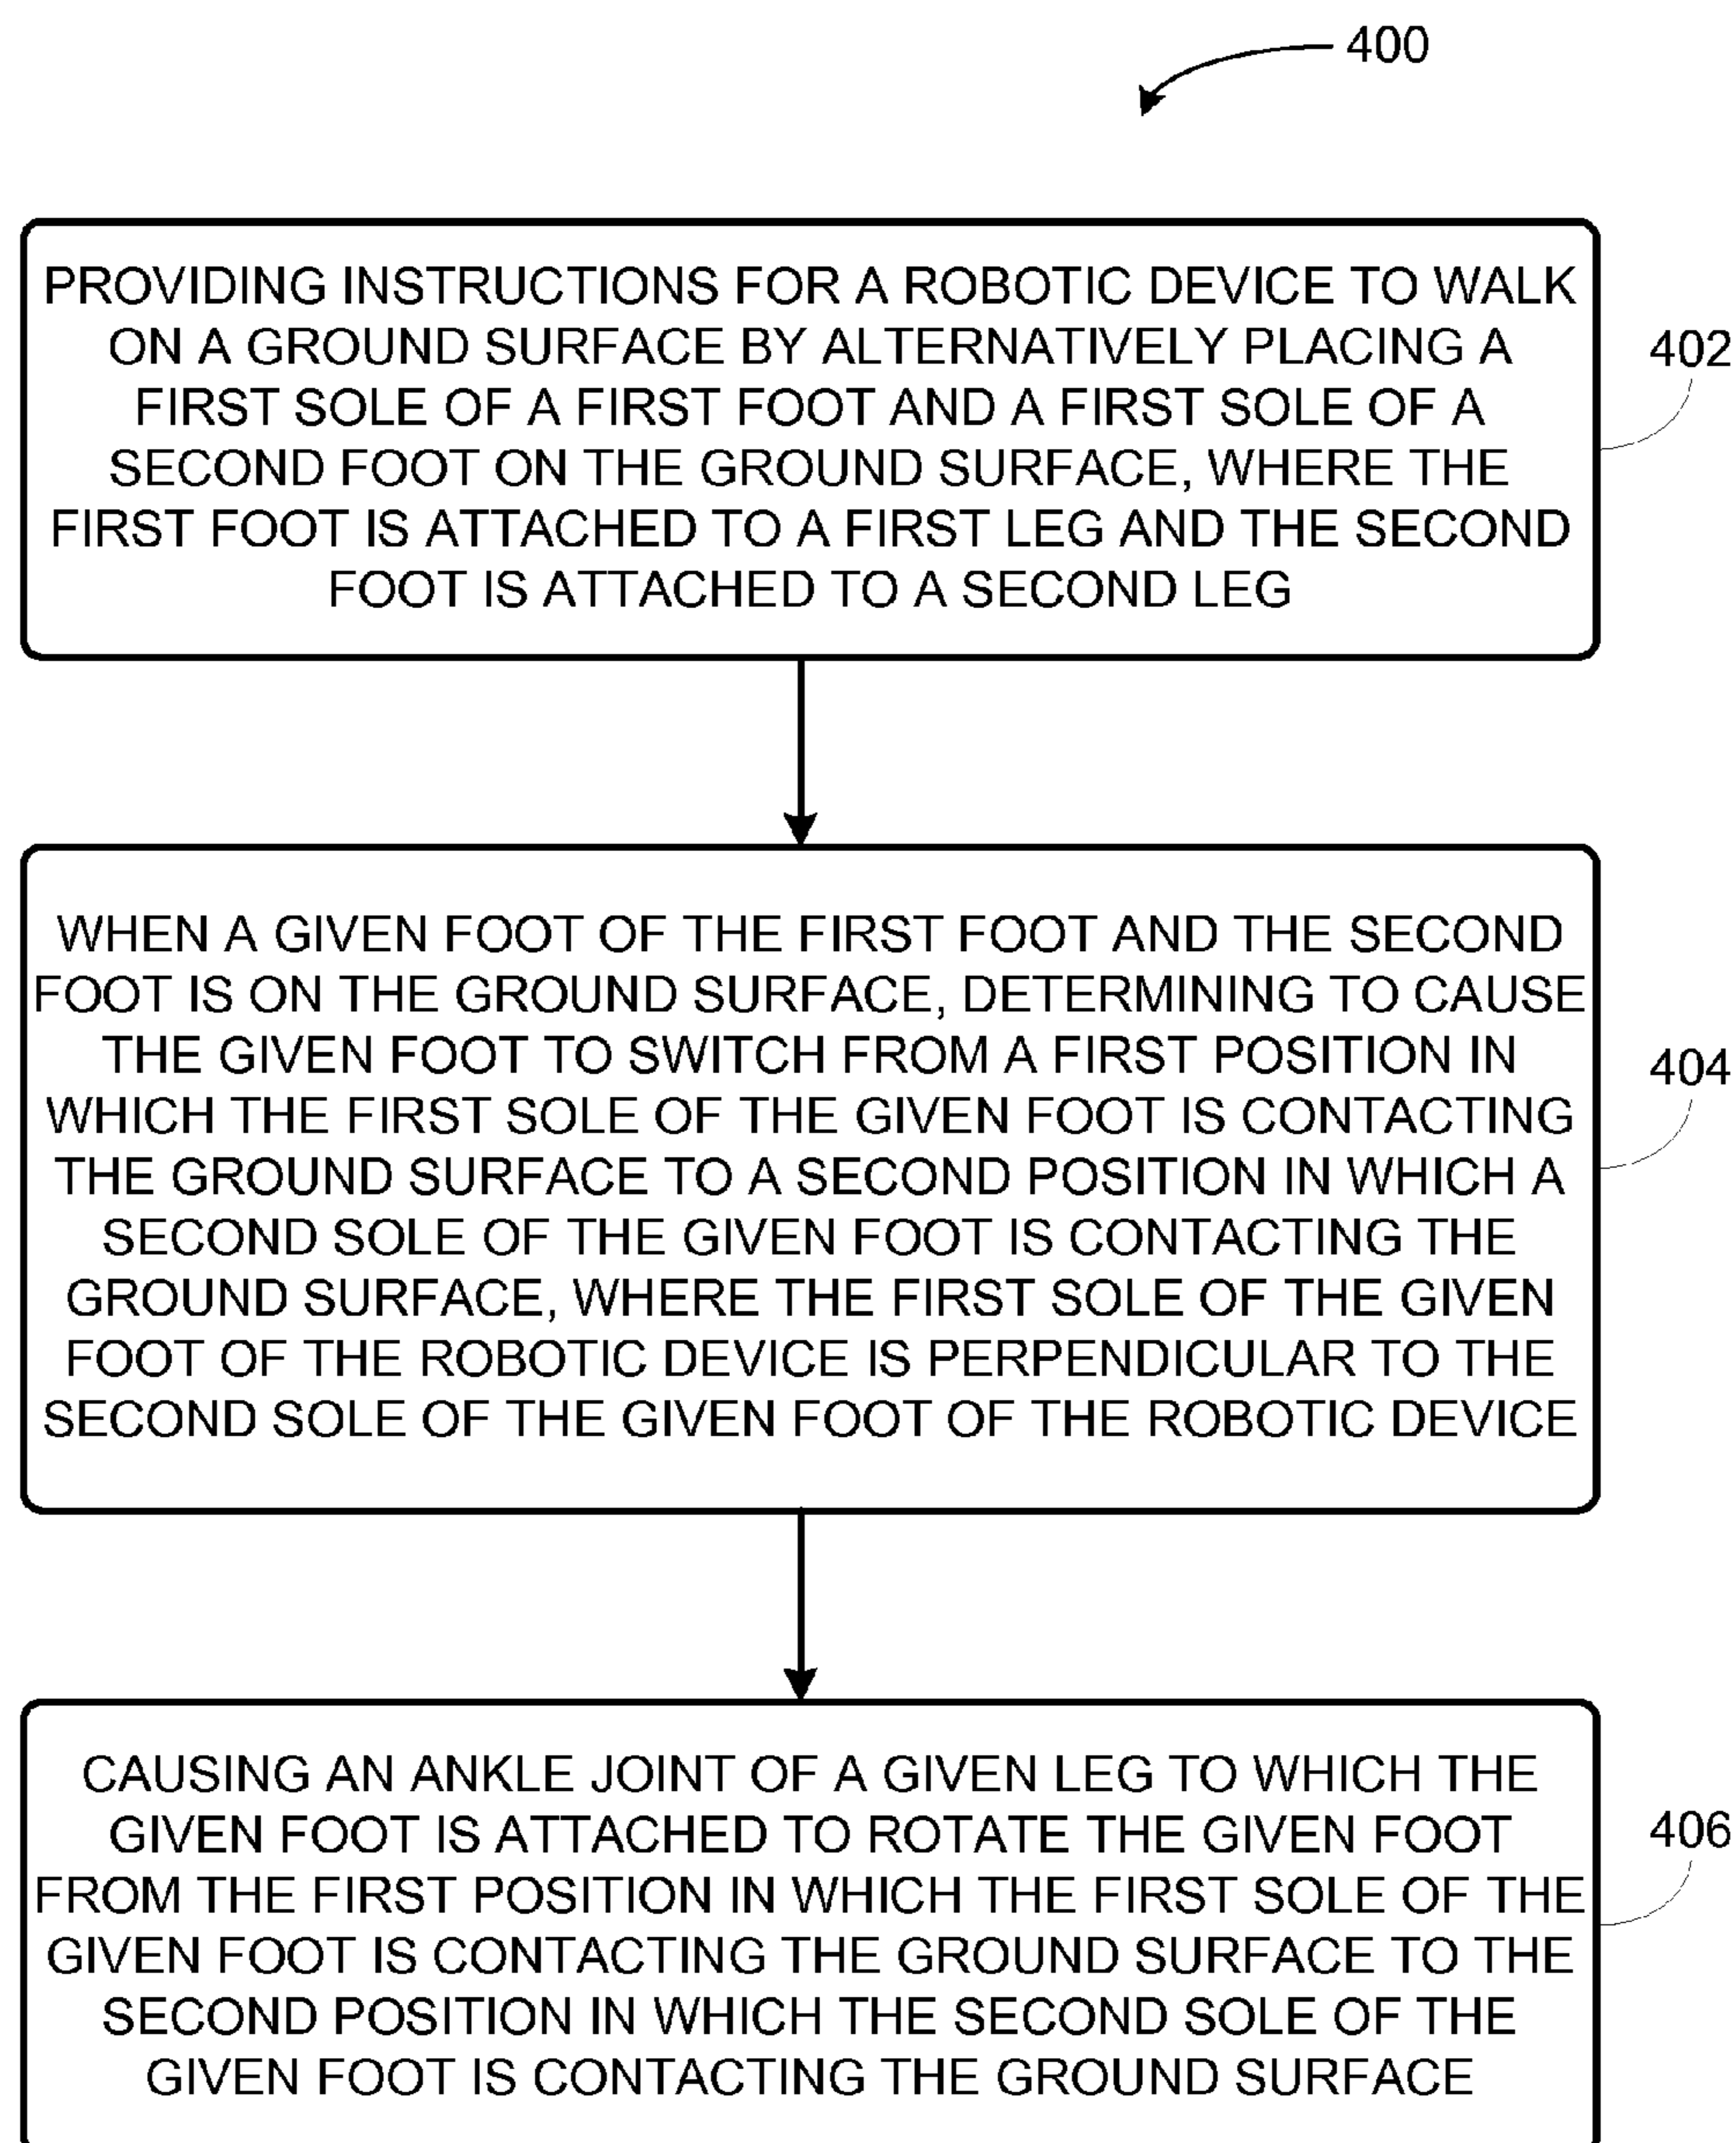 400
PROVIDING INSTRUCTIONS FOR A ROBOTIC DEVICE TO WALK
ON A GROUND SURFACE BY ALTERNATIVELY PLACING A
FIRST SOLE OF A FIRST FOOT AND A FIRST SOLE OF A
SECOND FOOT ON THE GROUND SURFACE, WHERE THE
FIRST FOOT IS ATTACHED TO A FIRST LEG AND THE SECOND
FOOT IS ATTACHED TO A SECOND LEG
402
WHEN A GIVEN FOOT OF THE FIRST FOOT AND THE SECOND
FOOT IS ON THE GROUND SURFACE, DETERMINING TO CAUSE
THE GIVEN FOOT TO SWITCH FROM A FIRST POSITION IN
WHICH THE FIRST SOLE OF THE GIVEN FOOT IS CONTACTING
THE GROUND SURFACE TO A SECOND POSITION IN WHICH A
SECOND SOLE OF THE GIVEN FOOT IS CONTACTING THE
GROUND SURFACE, WHERE THE FIRST SOLE OF THE GIVEN
FOOT OF THE ROBOTIC DEVICE IS PERPENDICULAR TO THE
SECOND SOLE OF THE GIVEN FOOT OF THE ROBOTIC DEVICE
404
CAUSING AN ANKLE JOINT OF A GIVEN LEG TO WHICH THE
GIVEN FOOT IS ATTACHED TO ROTATE THE GIVEN FOOT
FROM THE FIRST POSITION IN WHICH THE FIRST SOLE OF THE
GIVEN FOOT IS CONTACTING THE GROUND SURFACE TO THE
SECOND POSITION IN WHICH THE SECOND SOLE OF THE
GIVEN FOOT IS CONTACTING THE GROUND SURFACE
406